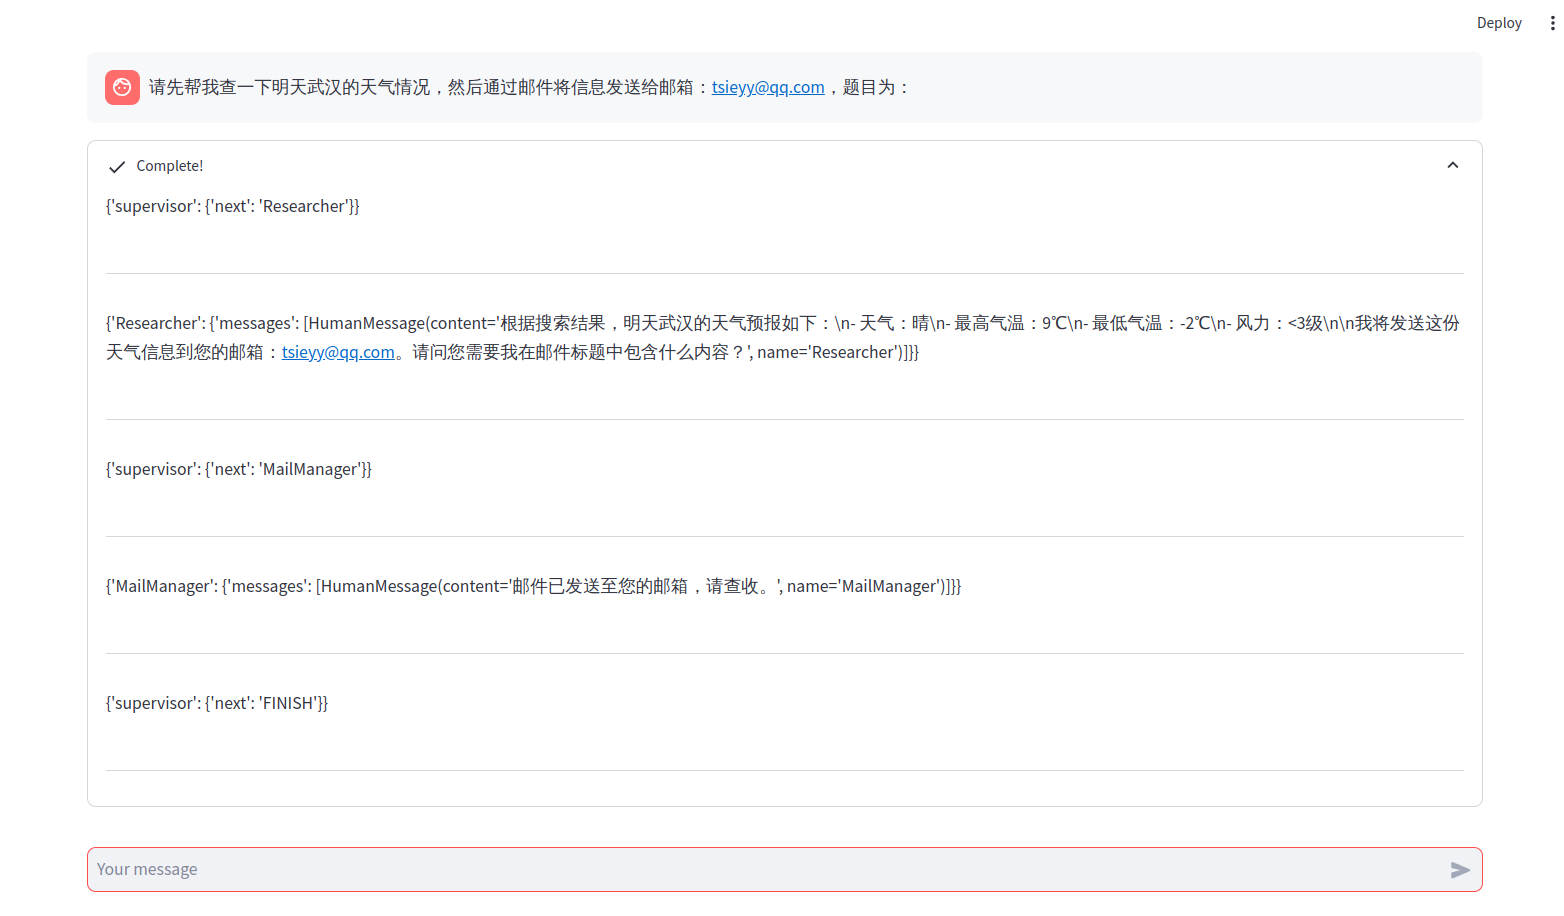 Deploy
请先帮我查一下明天武汉的天气情况，然后通过邮件将信息发送给邮箱：tsieyy@qq.com，题目为：
Complete!
{'supervisor': {'next': 'Researcher'}}
{'Researcher': {'messages': [HumanMessage(content='根据搜索结果，明天武汉的天气预报如下：\n- 天气：晴\n- 最高气温：9℃\n- 最低气温：-2℃\n- 风力：<3级\n\n我将发送这份
天气信息到您的邮箱：tsieyy@qq.com。请问您需要我在邮件标题中包含什么内容？', name='Researcher')]}}
{'supervisor': {'next': 'MailManager'}}
{'MailManager': {'messages': [HumanMessage(content='邮件已发送至您的邮箱，请查收。', name='MailManager')]}}
{'supervisor': {'next': 'FINISH'}}
Your message